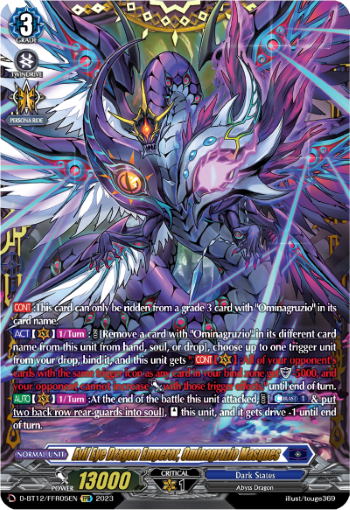 3
GRADE
TWINDRIVE
PERSONA RIDE
CONT:This card can only be ridden from a grade 3 card with "Ominagruzio" in its
card name.
ACT 1/Turn: [Remove a card with "Ominagruzio" in its different card
name from this unit from hand, soul, or drop], choose up to one trigger unit
from your drop, bind it, and this unit gets "CONT: All of your opponent's
cards with the same trigger icon as any card in your bind zone get 5000, and
your opponent cannot increase with those trigger effects." until end of turn.
AUTO 1/Turn:At the end of the battle this unit attacked, BLAST 1 & put
two back row rear-guards into soul], this unit, and it gets drive -1 until
end of turn.
NORMAL UNIT
Evil Eye Dragon Emperor, Ominagruzio
POWER
13000
CRITICAL
1
Dark States
Abyss Dragon
D-BT12/FFR05EN
FFR
2023
illust/touge369